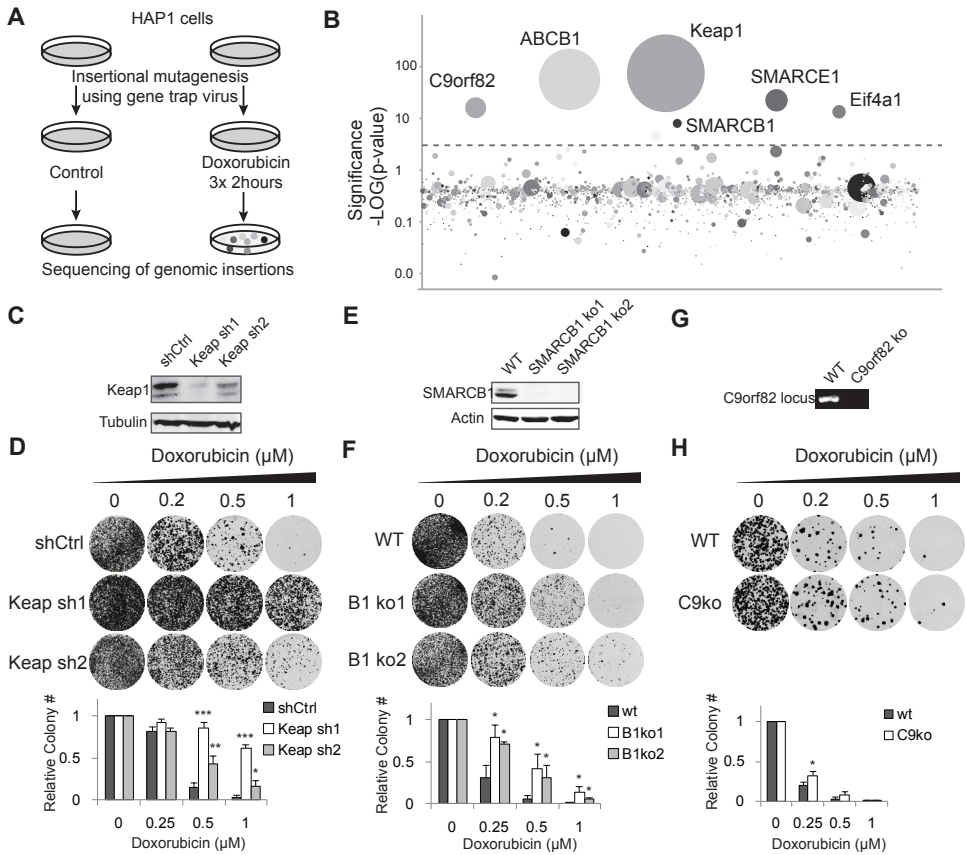 A
HAP1 cells
Insertional mutagenesis
using gene trap virus
Control
Doxorubicin
3x 2hours
Sequencing of genomic insertions
B
Significance
-LOG(p-value)
100
10
1
0.1
0.0
C9orf82
ABCB1
Keap1
SMARCE1
SMARCB1
Eif4a1
C
shCtrl
Keap sh1
Keap sh2
Keap1
Tubulin
E
WT
SMARCB1 ko1
SMARCB1 ko2
SMARCB1
Actin
G
WT
C9orf82 ko
C9orf82 locus
D
Doxorubicin (µM)
0 0.2 0.5 1
shCtrl
Keap sh1
Keap sh2
Relative Colony #
1
0.5
0
shCtrl
Keap sh1
Keap sh2
*** ** *** *
0 0.25 0.5 1
Doxorubicin (µM)
F
Doxorubicin (µM)
0 0.2 0.5 1
WT
B1 ko1
B1 ko2
Relative Colony #
1
0.5
0
wt
B1ko1
B1ko2
* * * * * *
0 0.25 0.5 1
Doxorubicin (µM)
H
Doxorubicin (µM)
0 0.2 0.5 1
WT
C9ko
Relative Colony #
1
0.5
0
wt
C9ko
*
0 0.25 0.5 1
Doxorubicin (µM)